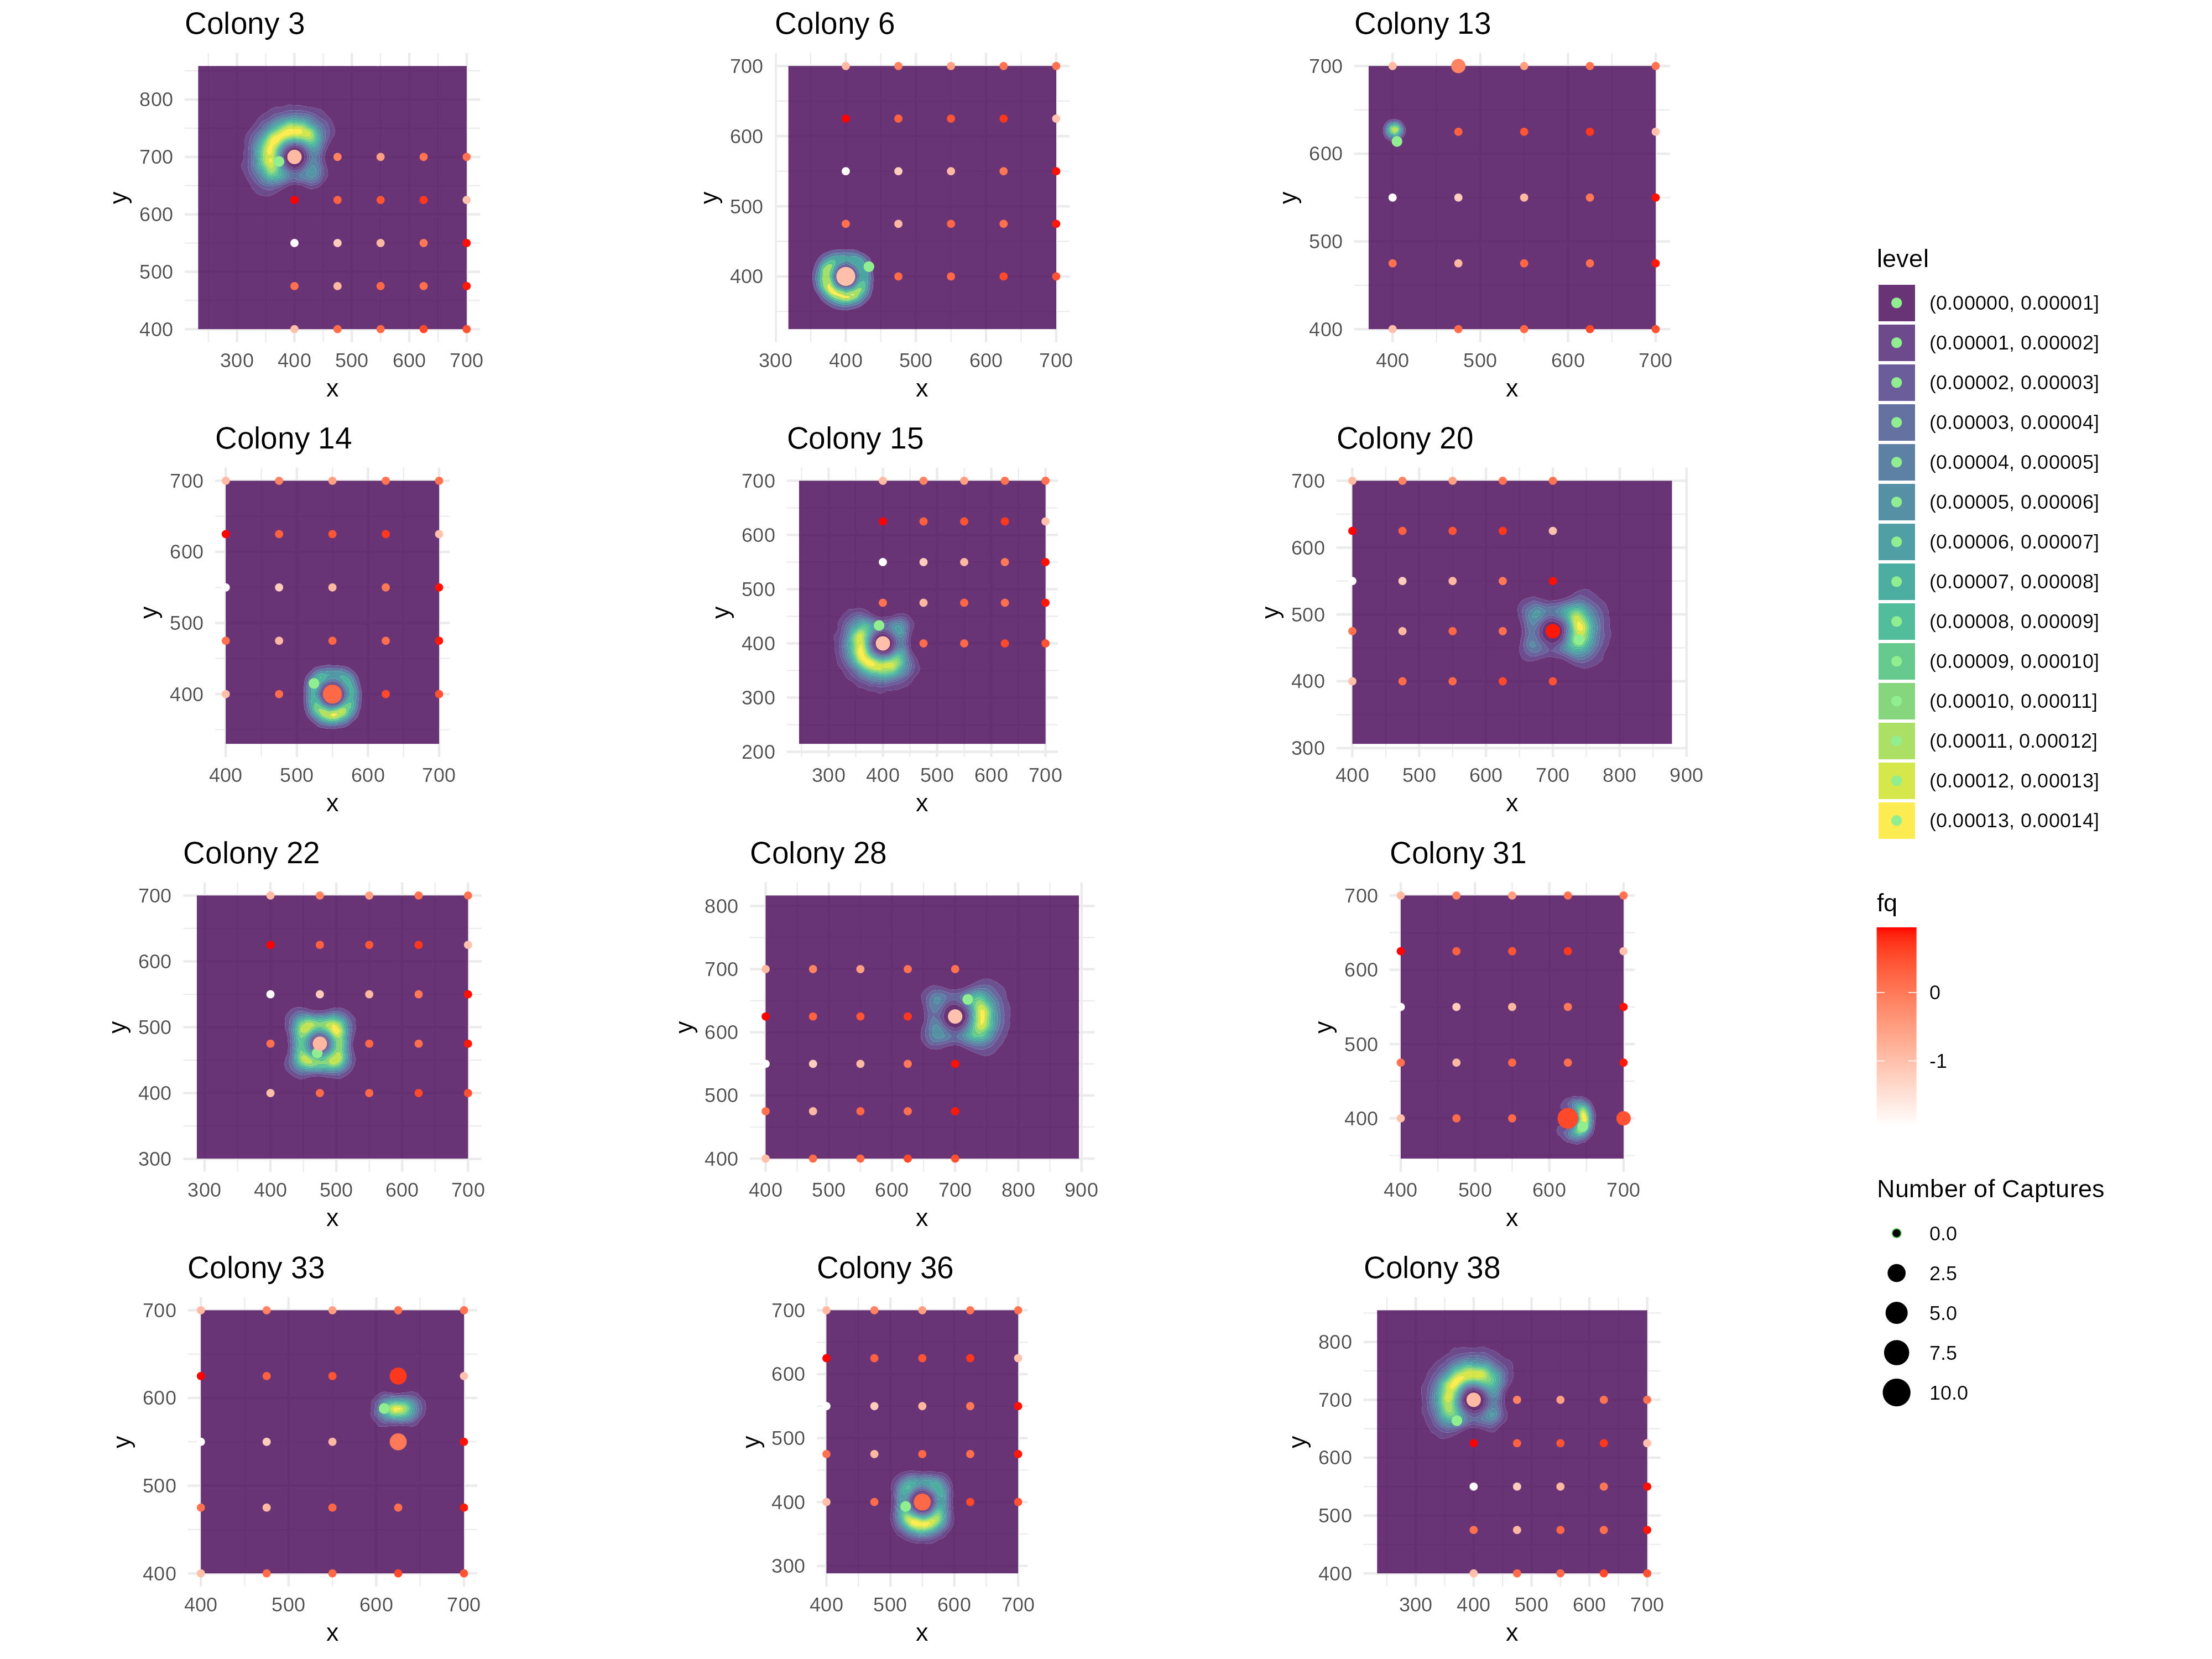 Colony 3
y
800
700
600
500
400
300 400 500 600 700
x
Colony 6
y
700
600
500
400
300 400 500 600 700
x
Colony 13
y
700
600
500
400
400 500 600 700
x
Colony 14
y
700
600
500
400
400 500 600 700
x
Colony 15
y
700
600
500
400
300
200
300 400 500 600 700
x
Colony 20
y
700
600
500
400
300
400 500 600 700 800 900
x
Colony 22
y
700
600
500
400
300
300 400 500 600 700
x
Colony 28
y
800
700
600
500
400
400 500 600 700 800 900
x
Colony 31
y
700
600
500
400
400 500 600 700
x
Colony 33
y
700
600
500
400
400 500 600 700
x
Colony 36
y
700
600
500
400
300
400 500 600 700
x
Colony 38
y
800
700
600
500
400
300 400 500 600 700
x
level
(0.00000, 0.00001]
(0.00001, 0.00002]
(0.00002, 0.00003]
(0.00003, 0.00004]
(0.00004, 0.00005]
(0.00005, 0.00006]
(0.00006, 0.00007]
(0.00007, 0.00008]
(0.00008, 0.00009]
(0.00009, 0.00010]
(0.00010, 0.00011]
(0.00011, 0.00012]
(0.00012, 0.00013]
(0.00013, 0.00014]
fq
0
-1
Number of Captures
0.0
2.5
5.0
7.5
10.0